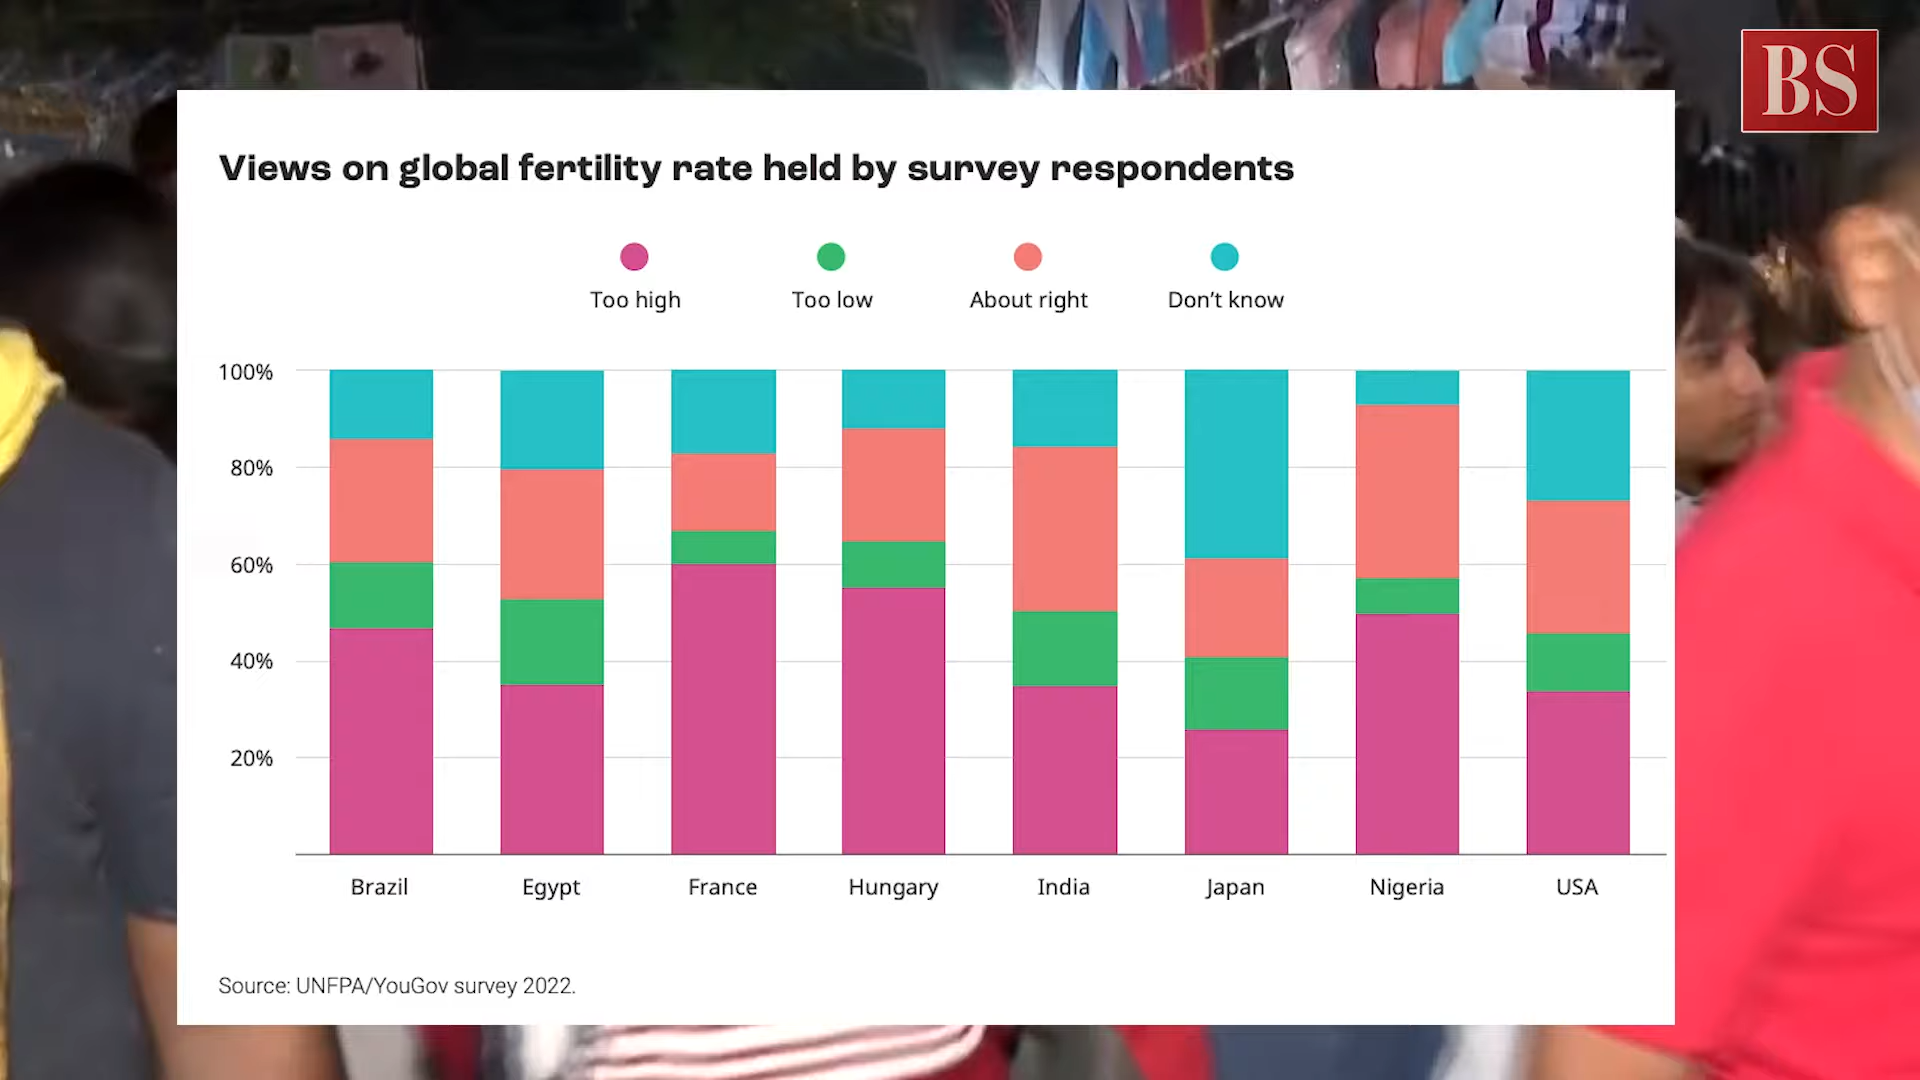 BS
Views on global fertility rate held by survey respondents
Too high Too low About right Don't know
100%
80%
60%
40%
20%
Brazil Egypt France Hungary India Japan Nigeria USA
Source: UNFPA/YouGov survey 2022.